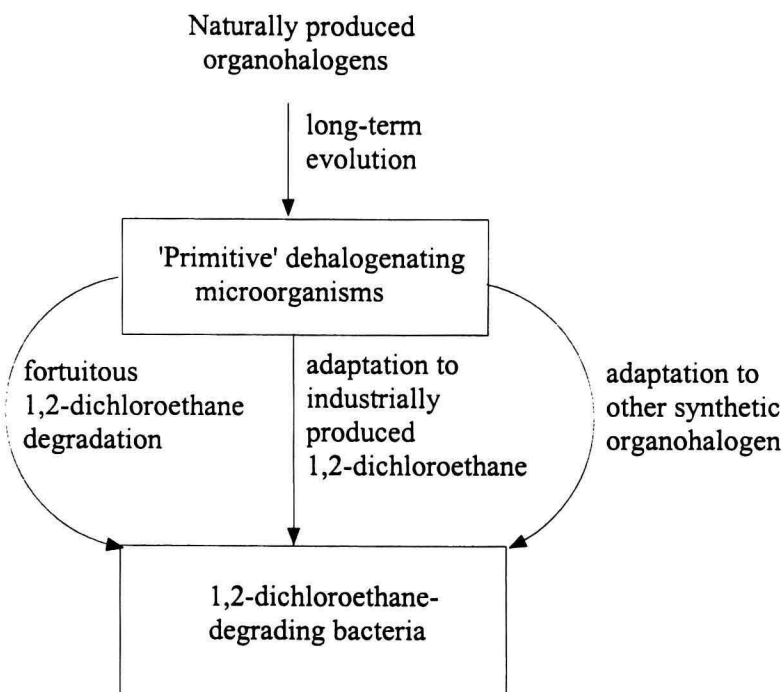 Naturally produced
organohalogens
long-term
evolution
'Primitive' dehalogenating
microorganisms
fortuitous
1,2-dichloroethane
degradation
adaptation to
industrially
produced
1,2-dichloroethane
adaptation to
other synthetic
organohalogen
1,2-dichloroethane-
degrading bacteria